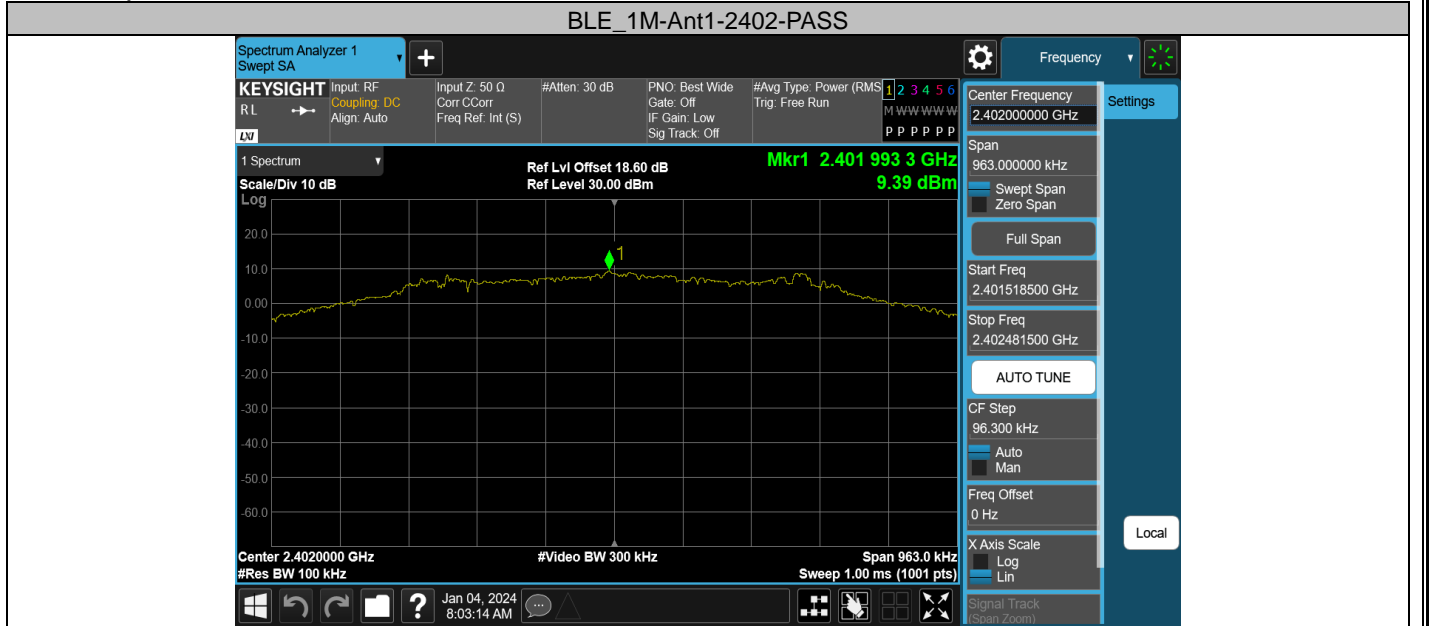 BLE_1M-Ant1-2402-PASS
Spectrum Analyzer 1
Swept SA
Frequency
KEYSIGHT
R L
LXI
Input: RF
Coupling: DC
Align: Auto
Input Z: 50 Ω
Corr CCorr
Freq Ref: Int (S)
#Atten: 30 dB
PNO: Best Wide
Gate: Off
IF Gain: Low
Sig Track: Off
#Avg Type: Power (RMS
Trig: Free Run
1 2 3 4 5 6
M W W W W W
P P P P P P
1 Spectrum
Scale/Div 10 dB
Log
Ref Lvl Offset 18.60 dB
Ref Level 30.00 dBm
Mkr1 2.401 993 3 GHz
9.39 dBm
1
20.0
10.0
0.00
-10.0
-20.0
-30.0
-40.0
-50.0
-60.0
Center 2.4020000 GHz
#Res BW 100 kHz
#Video BW 300 kHz
Span 963.0 kHz
Sweep 1.00 ms (1001 pts)
?
Jan 04, 2024
8:03:14 AM
Center Frequency
2.402000000 GHz
Settings
Span
963.000000 kHz
Swept Span
Zero Span
Full Span
Start Freq
2.401518500 GHz
Stop Freq
2.402481500 GHz
AUTO TUNE
CF Step
96.300 kHz
Auto
Man
Freq Offset
0 Hz
Local
X Axis Scale
Log
Lin
Signal Track
(Span Zoom)